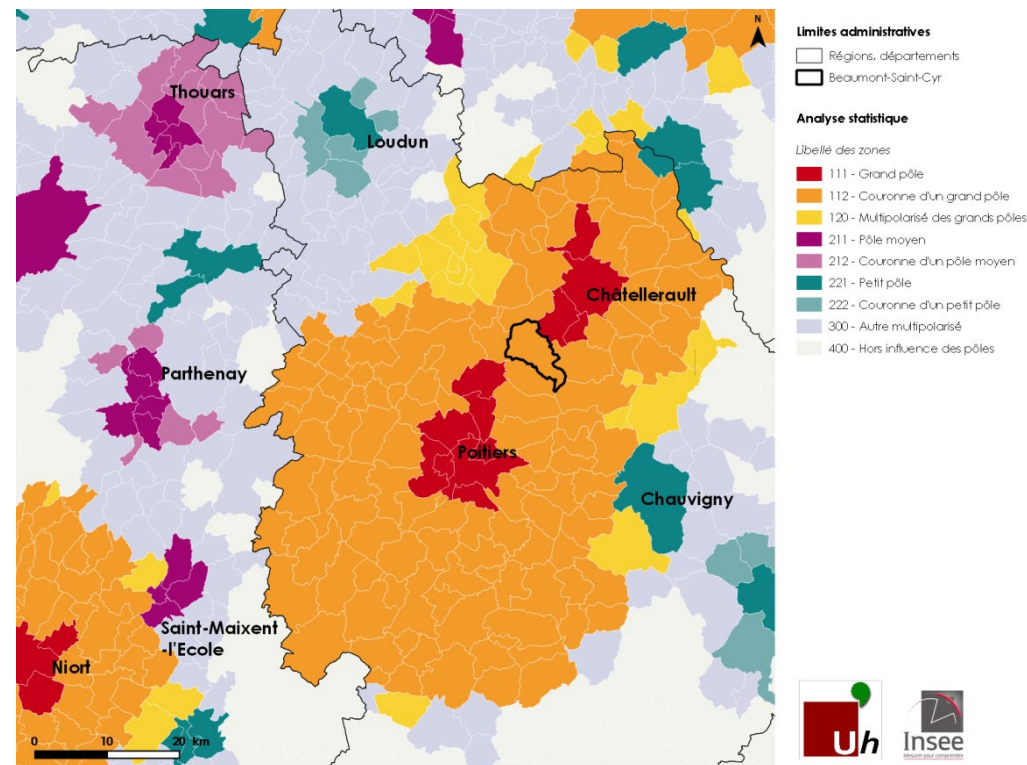 N
Thouars
Loudun
Châtellerault
Parthenay
Poitiers
Chauvigny
Saint-Maixent
-l'Ecole
Niort
0 10 20 km
Limites administratives
Régions, départements
Beaumont-Saint-Cyr
Analyse statistique
Libellé des zones
111 - Grand pôle
112 - Couronne d'un grand pôle
120 - Multipolarisé des grands pôles
211 - Pôle moyen
212 - Couronne d'un pôle moyen
221 - Petit pôle
222 - Couronne d'un petit pôle
300 - Autre multipolarisé
400 - Hors influence des pôles
Uh
Insee
Mesurer pour comprendre